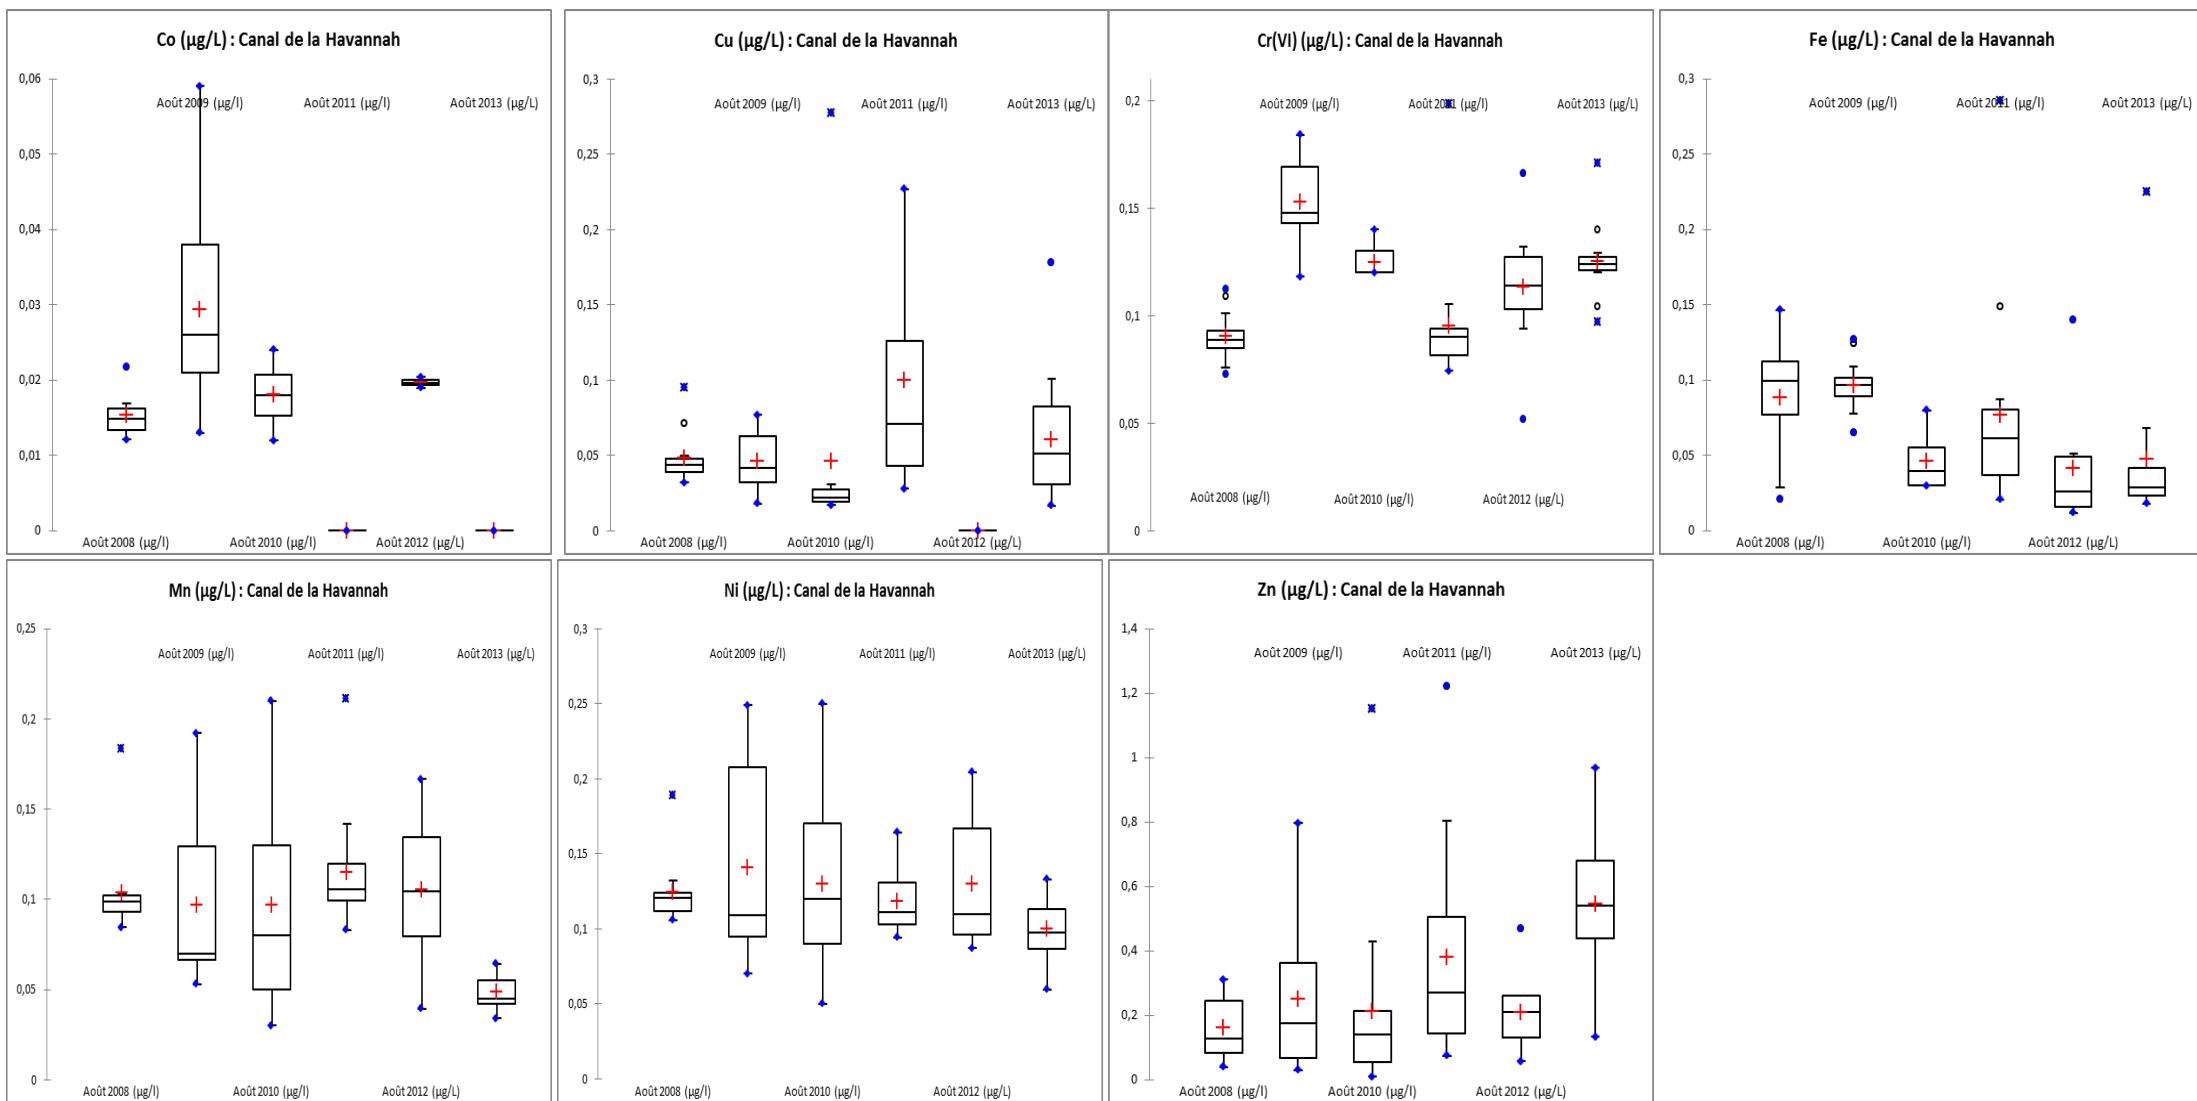 Co (µg/L) : Canal de la Havannah
0,06
0,05
0,04
0,03
0,02
0,01
0
Août 2009 (µg/l)
Août 2011 (µg/l)
Août 2013 (µg/L)
Août 2008 (µg/l)
Août 2010 (µg/l)
Août 2012 (µg/L)
Cu (µg/L) : Canal de la Havannah
0,3
0,25
0,2
0,15
0,1
0,05
0
Août 2009 (µg/l)
Août 2011 (µg/l)
Août 2013 (µg/L)
Août 2008 (µg/l)
Août 2010 (µg/l)
Août 2012 (µg/L)
Cr(VI) (µg/L) : Canal de la Havannah
0,2
0,15
0,1
0,05
0
Août 2009 (µg/l)
Août 2011 (µg/l)
Août 2013 (µg/L)
Août 2008 (µg/l)
Août 2010 (µg/l)
Août 2012 (µg/L)
Fe (µg/L) : Canal de la Havannah
0,3
0,25
0,2
0,15
0,1
0,05
0
Août 2009 (µg/l)
Août 2011 (µg/l)
Août 2013 (µg/L)
Août 2008 (µg/l)
Août 2010 (µg/l)
Août 2012 (µg/L)
Mn (µg/L) : Canal de la Havannah
0,25
0,2
0,15
0,1
0,05
0
Août 2009 (µg/l)
Août 2011 (µg/l)
Août 2013 (µg/L)
Août 2008 (µg/l)
Août 2010 (µg/l)
Août 2012 (µg/L)
Ni (µg/L) : Canal de la Havannah
0,3
0,25
0,2
0,15
0,1
0,05
0
Août 2009 (µg/l)
Août 2011 (µg/l)
Août 2013 (µg/L)
Août 2008 (µg/l)
Août 2010 (µg/l)
Août 2012 (µg/L)
Zn (µg/L) : Canal de la Havannah
1,4
1,2
1
0,8
0,6
0,4
0,2
0
Août 2009 (µg/l)
Août 2011 (µg/l)
Août 2013 (µg/L)
Août 2008 (µg/l)
Août 2010 (µg/l)
Août 2012 (µg/L)